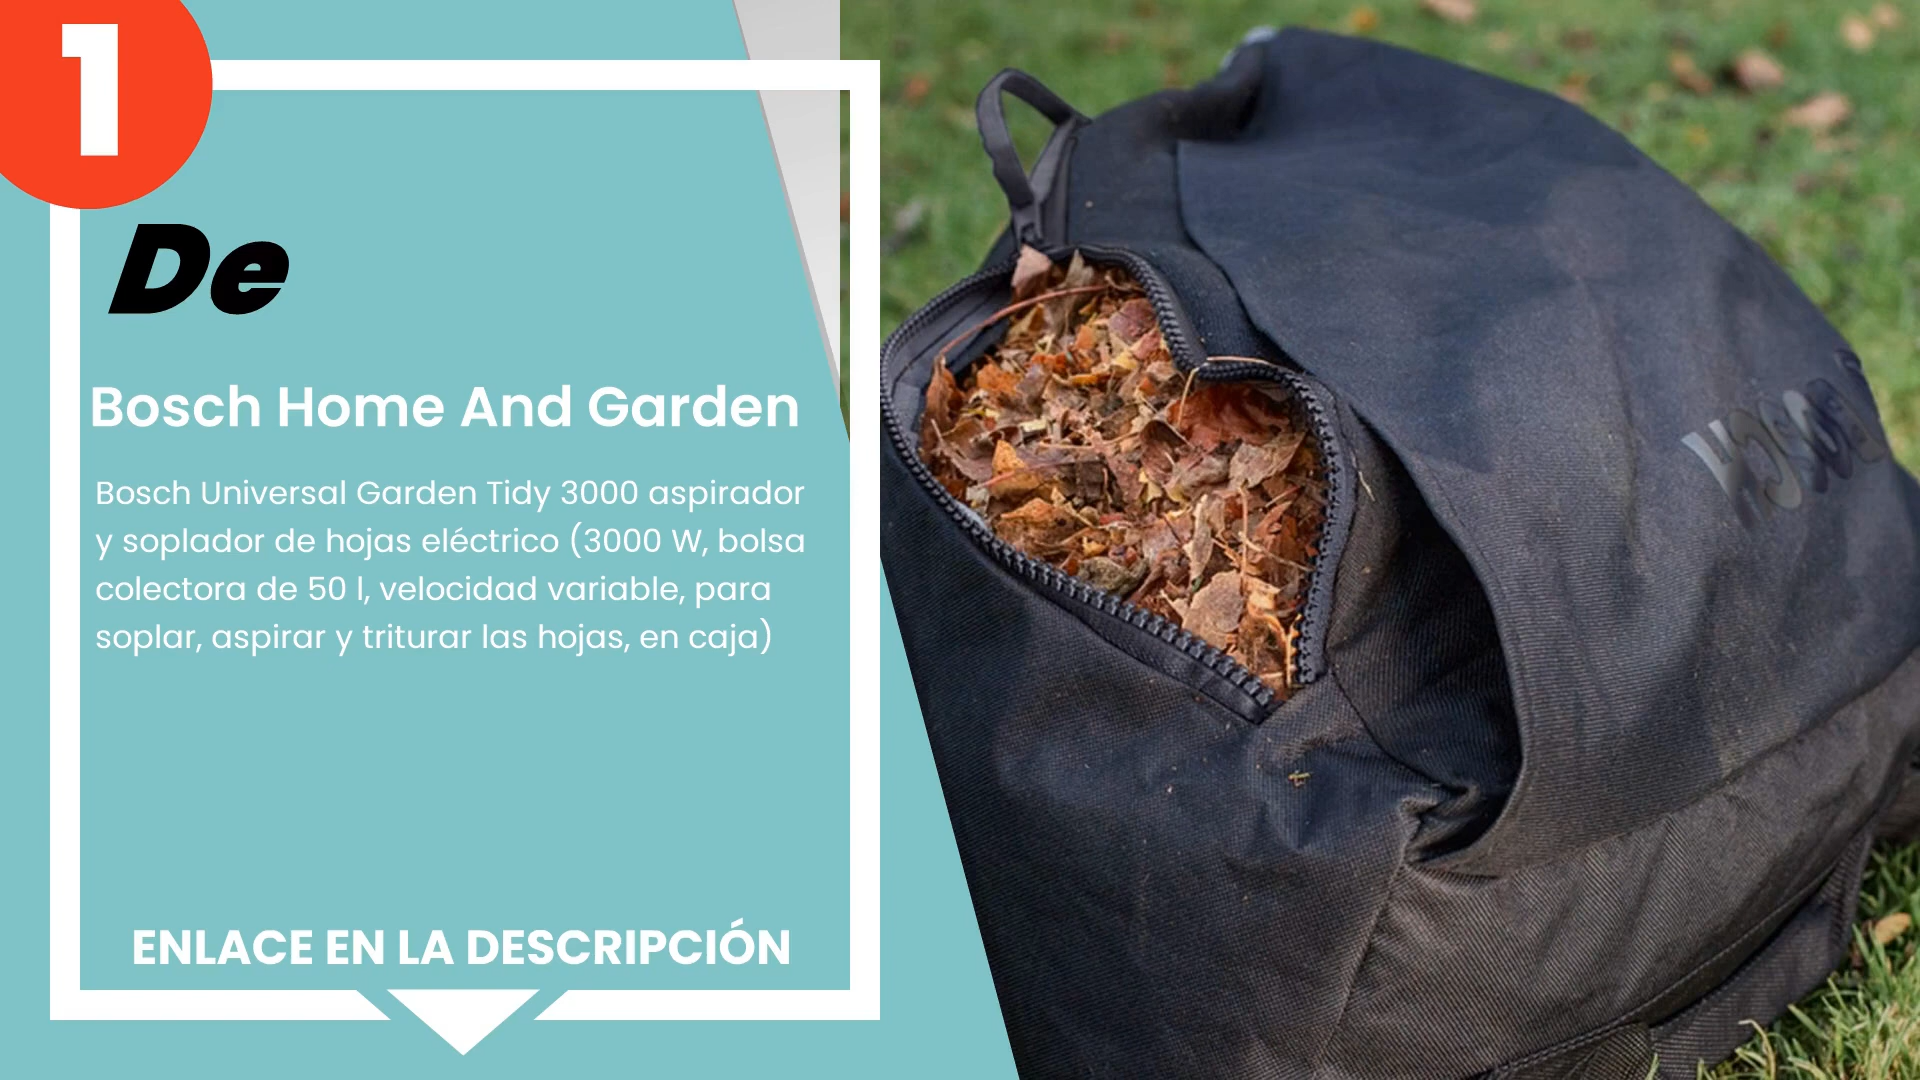 1
De
Bosch Home And Garden
Bosch Universal Garden Tidy 3000 aspirador
y soplador de hojas eléctrico (3000 W, bolsa
colectora de 50 l, velocidad variable, para
soplar, aspirar y triturar las hojas, en caja)
ENLACE EN LA DESCRIPCIÓN
BOSCH